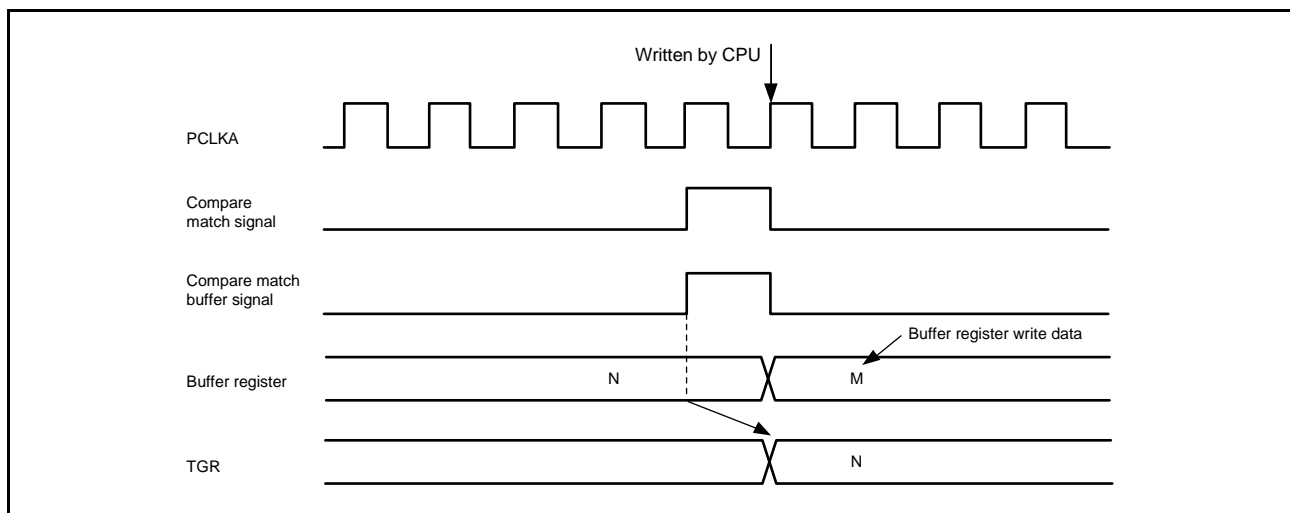 Written by CPU
PCLKA
Compare
match signal
Compare match
buffer signal
Buffer register write data
Buffer register
N
M
TGR
N